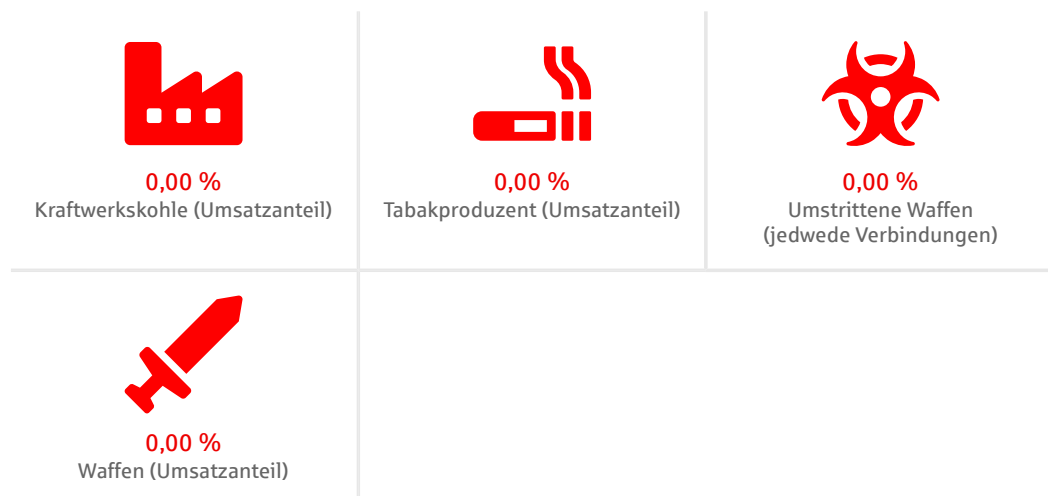 0,00 %
Kraftwerkskohle (Umsatzanteil)
0,00 %
Tabakproduzent (Umsatzanteil)
0,00 %
Umstrittene Waffen
(jedwede Verbindungen)
0,00 %
Waffen (Umsatzanteil)